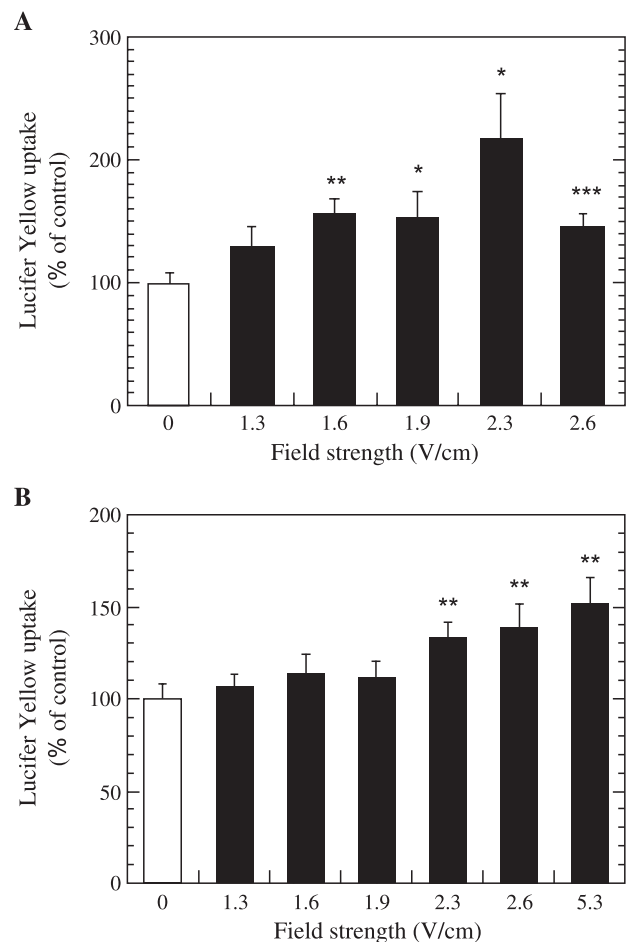 A
300
200
100
0
Lucifer Yellow uptake
(% of control)
**
*
*
***
0 1.3 1.6 1.9 2.3 2.6
Field strength (V/cm)
B
200
150
100
50
0
Lucifer Yellow uptake
(% of control)
**
**
**
0 1.3 1.6 1.9 2.3 2.6 5.3
Field strength (V/cm)